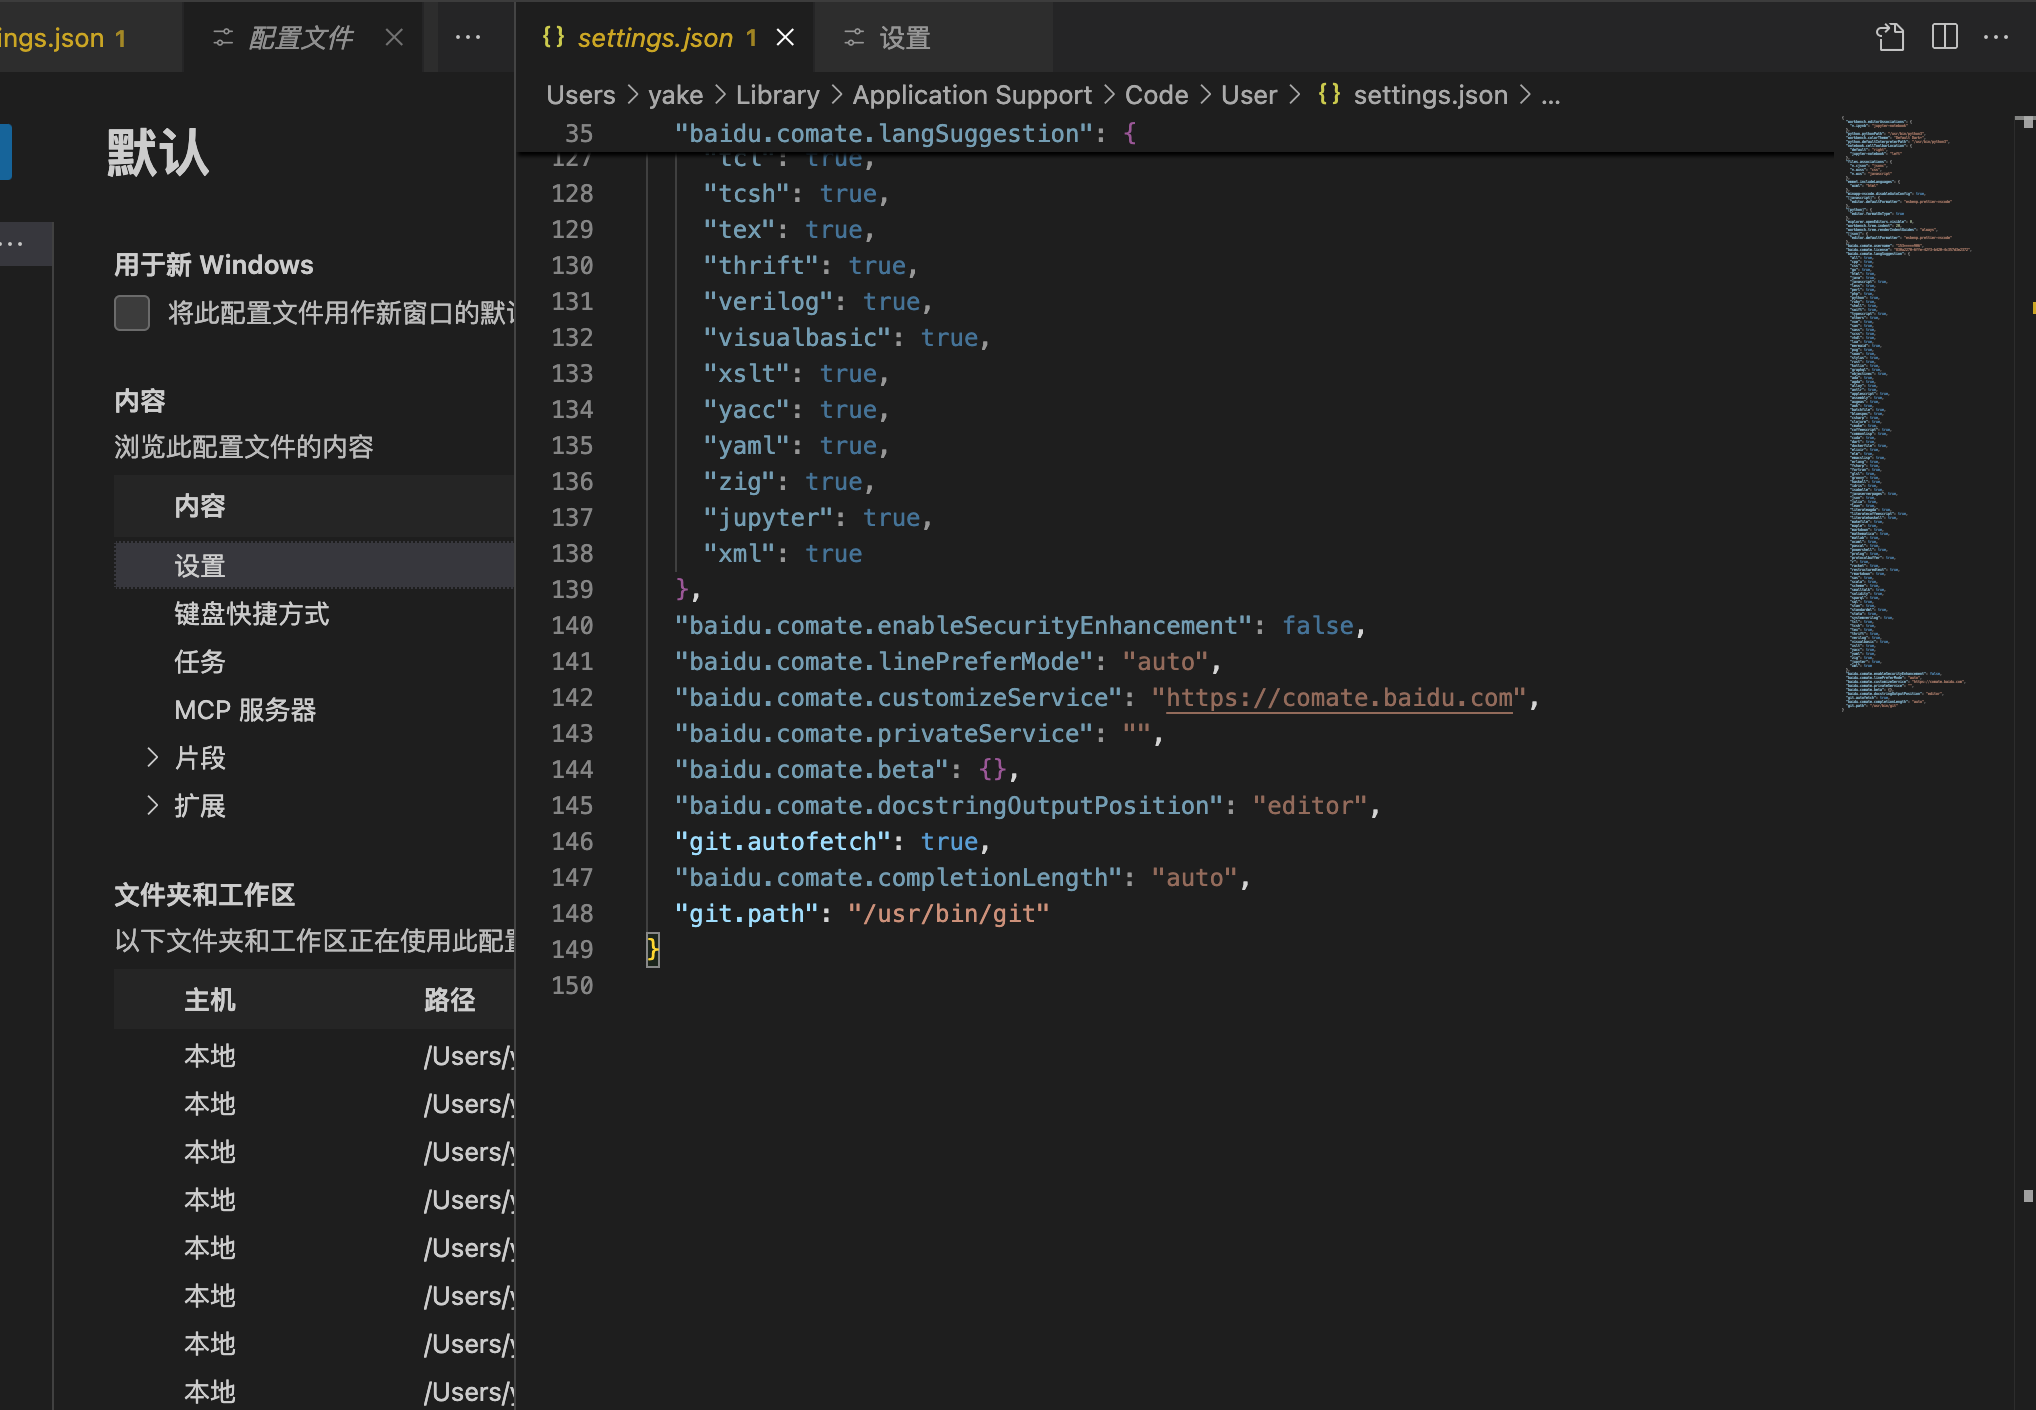 ngs.json 1
配置文件
settings.json 1
设置
Users > yake > Library > Application Support > Code > User > {} settings.json > ...
默认
用于新 Windows
将此配置文件用作新窗口的默
内容
浏览此配置文件的内容
内容
设置
键盘快捷方式
任务
MCP 服务器
片段
扩展
文件夹和工作区
以下文件夹和工作区正在使用此配
主机 路径
本地 /Users/
本地 /Users/
本地 /Users/
本地 /Users/
本地 /Users/
本地 /Users/
本地 /Users/
本地 /Users/
35 "baidu.comate.langSuggestion": {
127 "tcl": true,
128 "tcsh": true,
129 "tex": true,
130 "thrift": true,
131 "verilog": true,
132 "visualbasic": true,
133 "xslt": true,
134 "yacc": true,
135 "yaml": true,
136 "zig": true,
137 "jupyter": true,
138 "xml": true
139 },
140 "baidu.comate.enableSecurityEnhancement": false,
141 "baidu.comate.linePreferMode": "auto",
142 "baidu.comate.customizeService": "https://comate.baidu.com",
143 "baidu.comate.privateService": "",
144 "baidu.comate.beta": {},
145 "baidu.comate.docstringOutputPosition": "editor",
146 "git.autofetch": true,
147 "baidu.comate.completionLength": "auto",
148 "git.path": "/usr/bin/git"
149 }
150